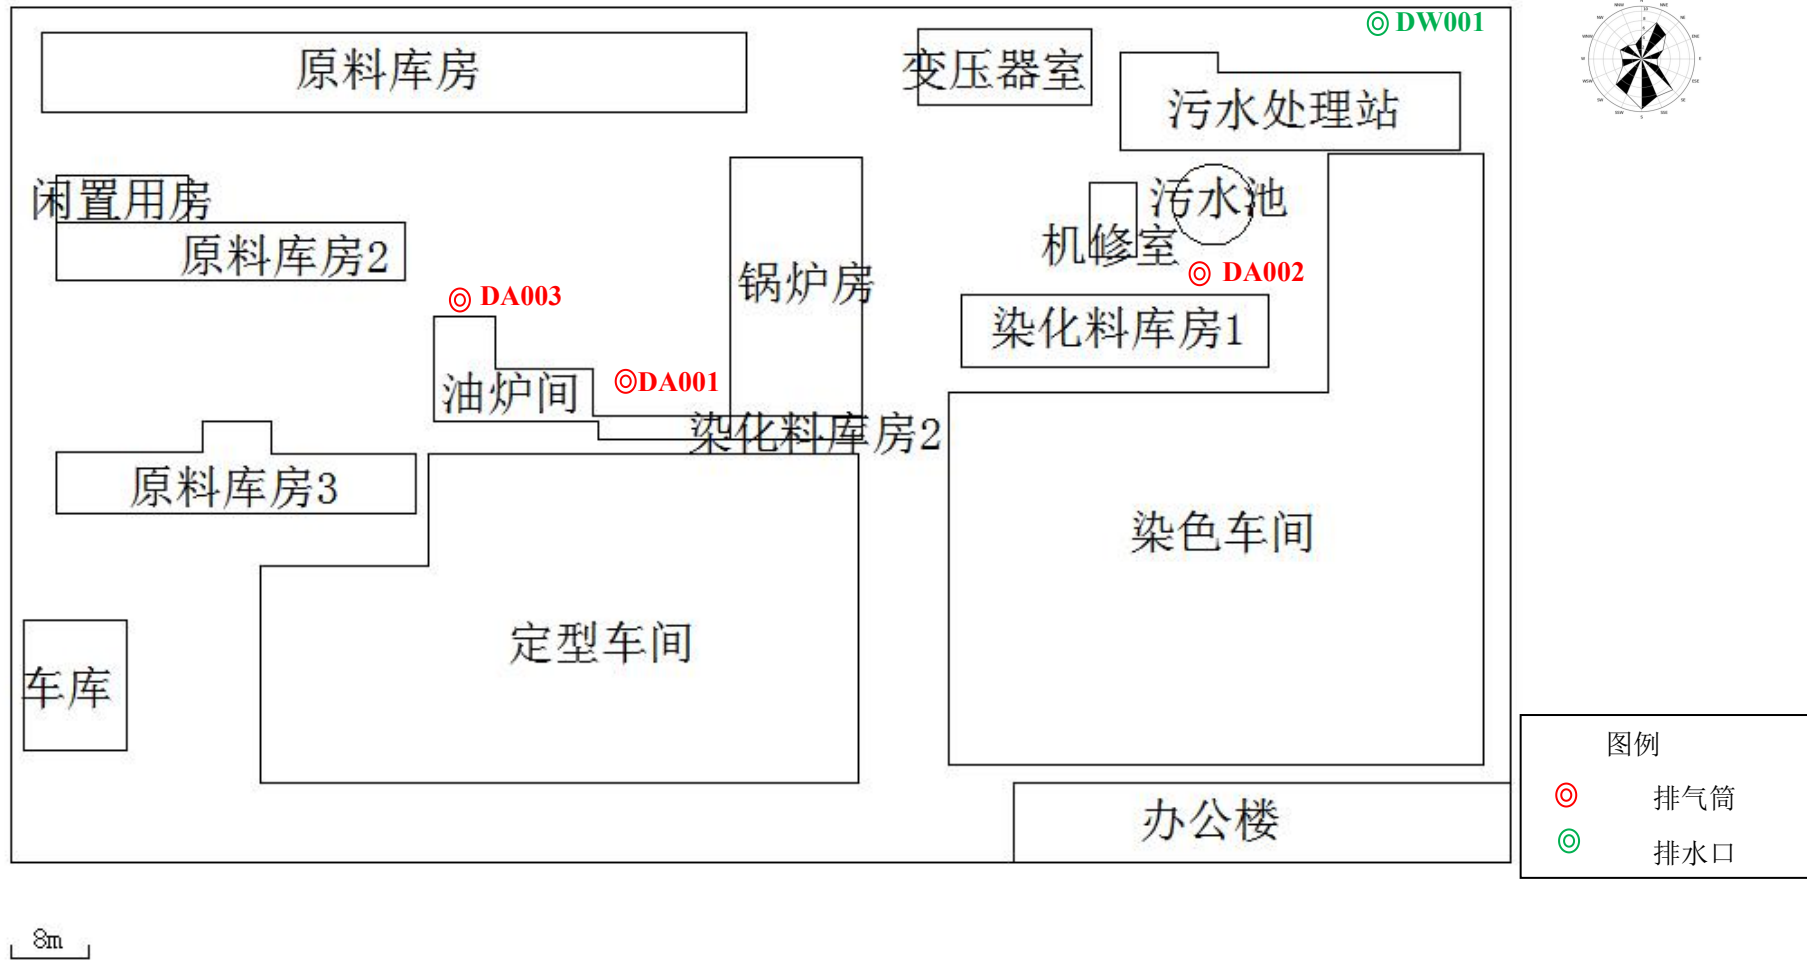 DW001
原料库房
变压器室
污水处理站
闲置用房
污水池
原料库房2
机修室
锅炉房
DA002
DA003
染化料库房1
DA001
油炉间
染化料库房2
原料库房3
染色车间
定型车间
车库
图例
排气筒
办公楼
排水口
8m